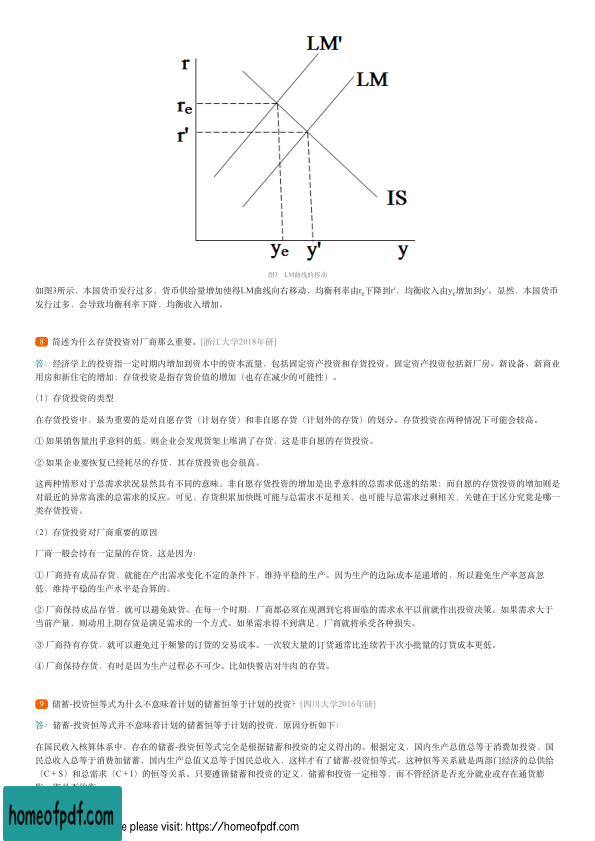 LM'
r
LM
re
r'
IS
ye
y'
y
图3 LM曲线的移动
如图3所示，本国货币发行过多，货币供给量增加使得LM曲线向右移动，均衡利率由re下降到r′，均衡收入由ye增加到y′。显然，本国货币
发行过多，会导致均衡利率下降，均衡收入增加。
8 简述为什么存货投资对厂商那么重要。[浙江大学2018年研]
答：经济学上的投资指一定时期内增加到资本中的资本流量，包括固定资产投资和存货投资。固定资产投资包括新厂房、新设备、新商业
用房和新住宅的增加；存货投资是指存货价值的增加（也存在减少的可能性）。
（1）存货投资的类型
在存货投资中，最为重要的是对自愿存货（计划存货）和非自愿存货（计划外的存货）的划分。存货投资在两种情况下可能会较高。
① 如果销售量出乎意料的低，则企业会发现货架上堆满了存货，这是非自愿的存货投资。
② 如果企业要恢复已经耗尽的存货，其存货投资也会很高。
这两种情形对于总需求状况显然具有不同的意味。非自愿存货投资的增加是出乎意料的总需求低迷的结果；而自愿的存货投资的增加则是
对最近的异常高涨的总需求的反应。可见，存货积累加快既可能与总需求不足相关，也可能与总需求过剩相关，关键在于区分究竟是哪一
类存货投资。
（2）存货投资对厂商重要的原因
厂商一般会持有一定量的存货，这是因为：
① 厂商持有成品存货，就能在产出需求变化不定的条件下，维持平稳的生产。因为生产的边际成本是递增的，所以避免生产率忽高忽
低，维持平稳的生产水平是合算的。
② 厂商保持成品存货，就可以避免缺货。在每一个时期，厂商都必须在观测到它将面临的需求水平以前就作出投资决策。如果需求大于
当前产量，则动用上期存货是满足需求的一个方式。如果需求得不到满足，厂商就将承受各种损失。
③ 厂商持有存货，就可以避免过于频繁的订货的交易成本。一次较大量的订货通常比连续若干次小批量的订货成本更低。
④ 厂商保持存货，有时是因为生产过程必不可少。比如快餐店对牛肉的存货。
9 储蓄-投资恒等式为什么不意味着计划的储蓄恒等于计划的投资？[四川大学2016年研]
答：储蓄-投资恒等式并不意味着计划的储蓄恒等于计划的投资，原因分析如下：
在国民收入核算体系中，存在的储蓄-投资恒等式完全是根据储蓄和投资的定义得出的。根据定义，国内生产总值总等于消费加投资，国
民总收入总等于消费加储蓄，国内生产总值又总等于国民总收入，这样才有了储蓄-投资恒等式。这种恒等关系就是两部门经济的总供给
（C＋S）和总需求（C＋I）的恒等关系。只要遵循储蓄和投资的定义，储蓄和投资一定相等，而不管经济是否充分就业或存在通货膨
homeofpdf.com
e please visit: https://homeofpdf.com